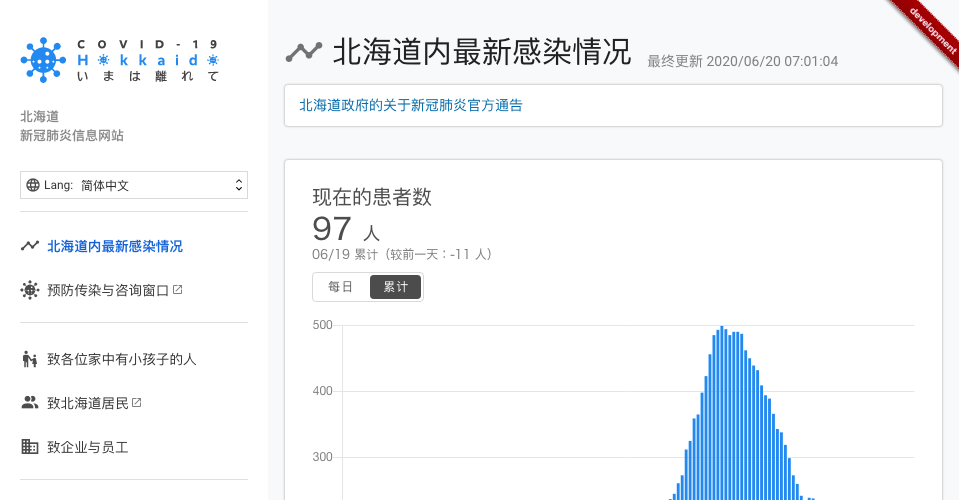 COVID-19
Hokkaido
いまは離れて
北海道
新冠肺炎信息网站
Lang: 简体中文
北海道内最新感染情况
预防传染与咨询窗口
致各位家中有小孩子的人
致北海道居民
致企业与员工
北海道内最新感染情况
最终更新 2020/06/20 07:01:04
development
北海道政府的关于新冠肺炎官方通告
现在的患者数
97 人
06/19 累计（较前一天：-11 人）
每日 累计
500
400
300